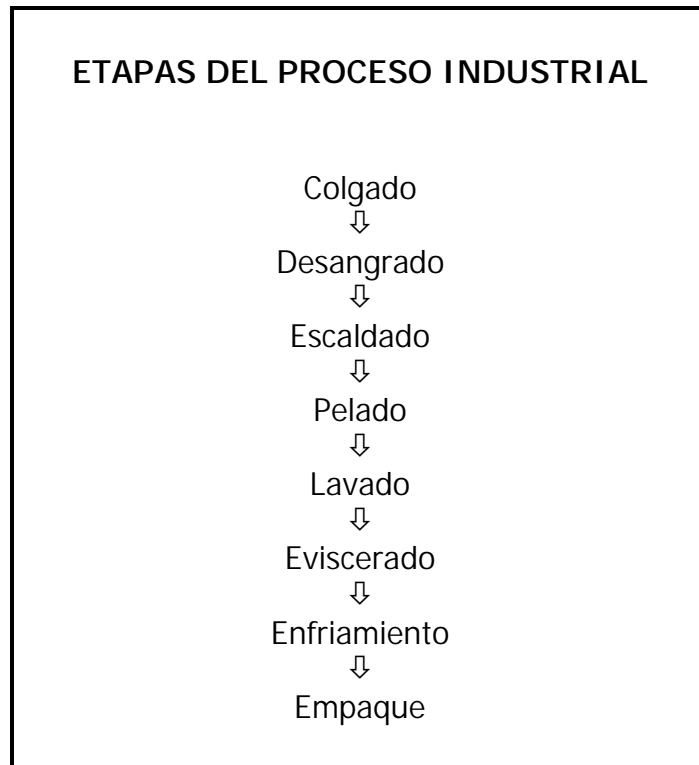 ETAPAS DEL PROCESO INDUSTRIAL
Colgado
⇩
Desangrado
⇩
Escaldado
⇩
Pelado
⇩
Lavado
⇩
Eviscerado
⇩
Enfriamiento
⇩
Empaque